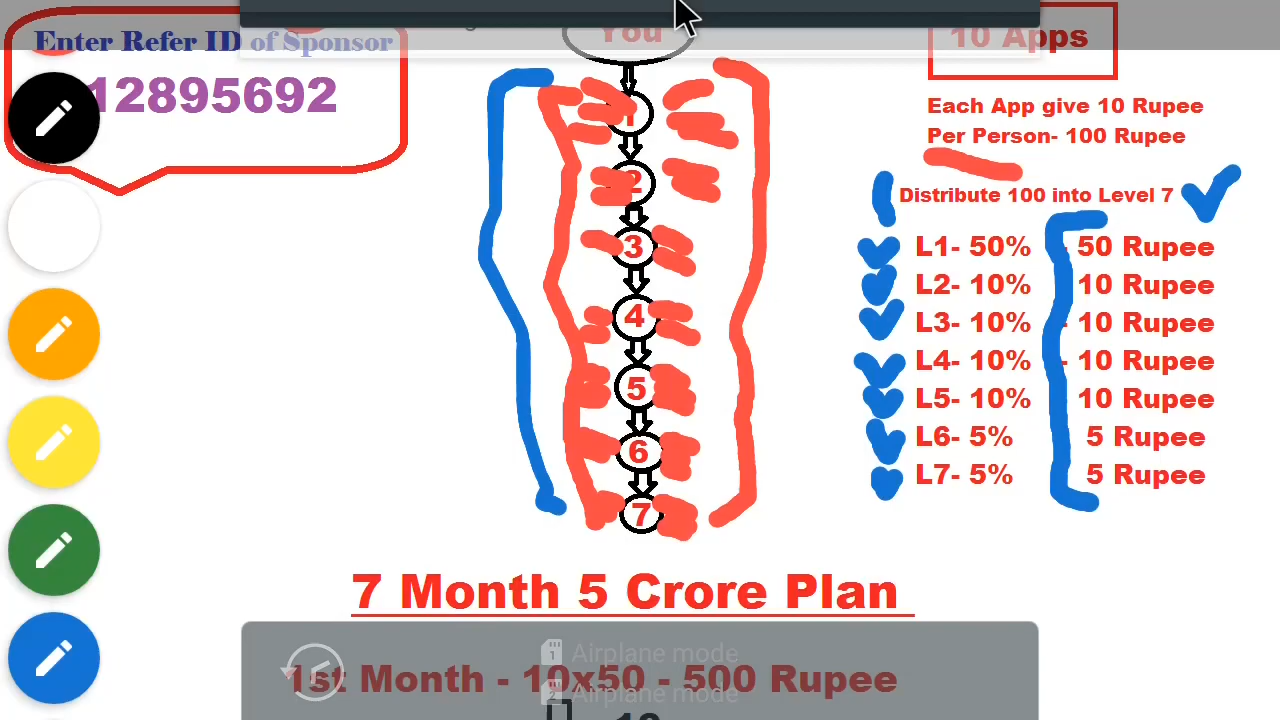 Enter Refer ID of Sponsor
12895692
You
1
2
3
4
5
6
7
10 Apps
Each App give 10 Rupee
Per Person- 100 Rupee
Distribute 100 into Level 7
L1- 50% - 50 Rupee
L2- 10% 10 Rupee
L3- 10% - 10 Rupee
L4- 10% - 10 Rupee
L5- 10% 10 Rupee
L6- 5% 5 Rupee
L7- 5% 5 Rupee
7 Month 5 Crore Plan
1 Airplane mode
1st Month - 10x50 - 500 Rupee
2 Airplane mode
10